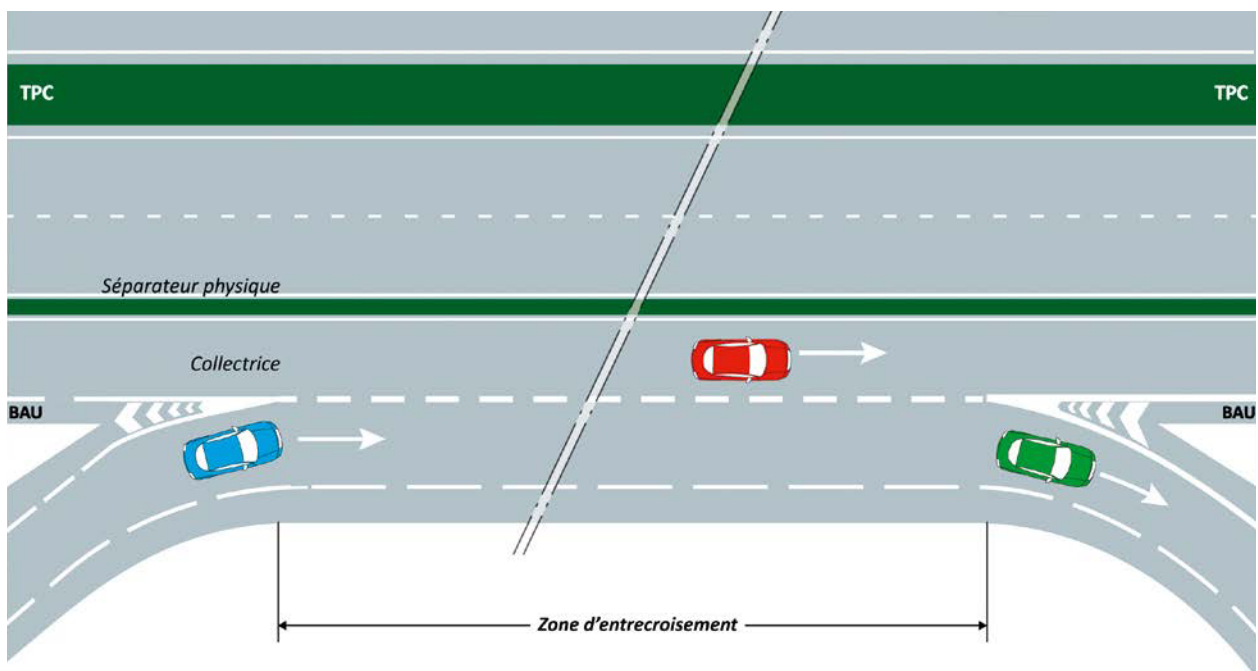 TPC
TPC
Séparateur physique
Collectrice
BAU
BAU
Zone d'entrecroisement